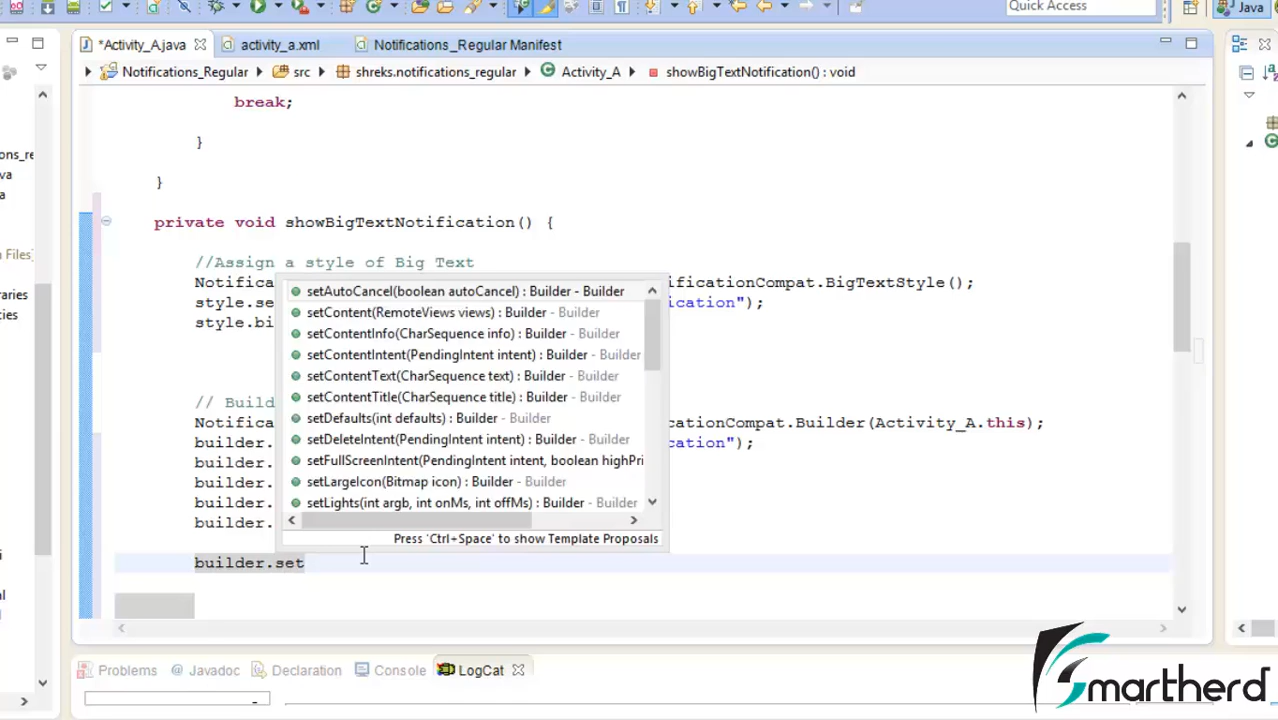 Quick Access
Java
*Activity_A.java
activity_a.xml
Notifications_Regular Manifest
Notifications_Regular
src
shreks.notifications_regular
Activity_A
showBigTextNotification() : void
break;
}
ons_re
}
va
a
private void showBigTextNotification() {
n Files]
//Assign a style of Big Text
Notifica
ificationCompat.BigTextStyle();
raries
style.se
ication");
cies
style.bi
setAutoCancel(boolean autoCancel) : Builder - Builder
setContent(RemoteViews views) : Builder - Builder
setContentInfo(CharSequence info) : Builder - Builder
setContentIntent(PendingIntent intent) : Builder - Builder
setContentText(CharSequence text) : Builder - Builder
setContentTitle(CharSequence title) : Builder - Builder
setDefaults(int defaults) : Builder - Builder
setDeleteIntent(PendingIntent intent) : Builder - Builder
setFullScreenIntent(PendingIntent intent, boolean highPri
setLargeIcon(Bitmap icon) : Builder - Builder
setLights(int argb, int onMs, int offMs) : Builder - Builder
Press 'Ctrl+Space' to show Template Proposals
// Build
Notifica
cationCompat.Builder(Activity_A.this);
builder.
cation");
builder.
builder.
builder.
builder.
builder.set
Problems
@ Javadoc
Declaration
Console
LogCat
Smartherd